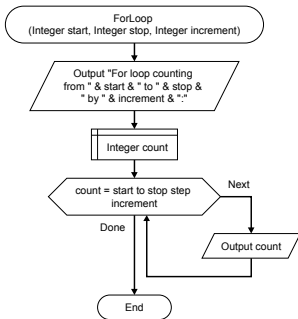 ForLoop
(Integer start, Integer stop, Integer increment)
Output "For loop counting
from " & start & " to " & stop &
" by " & increment & ":"
Integer count
count = start to stop step
increment
Next
Done
Output count
End